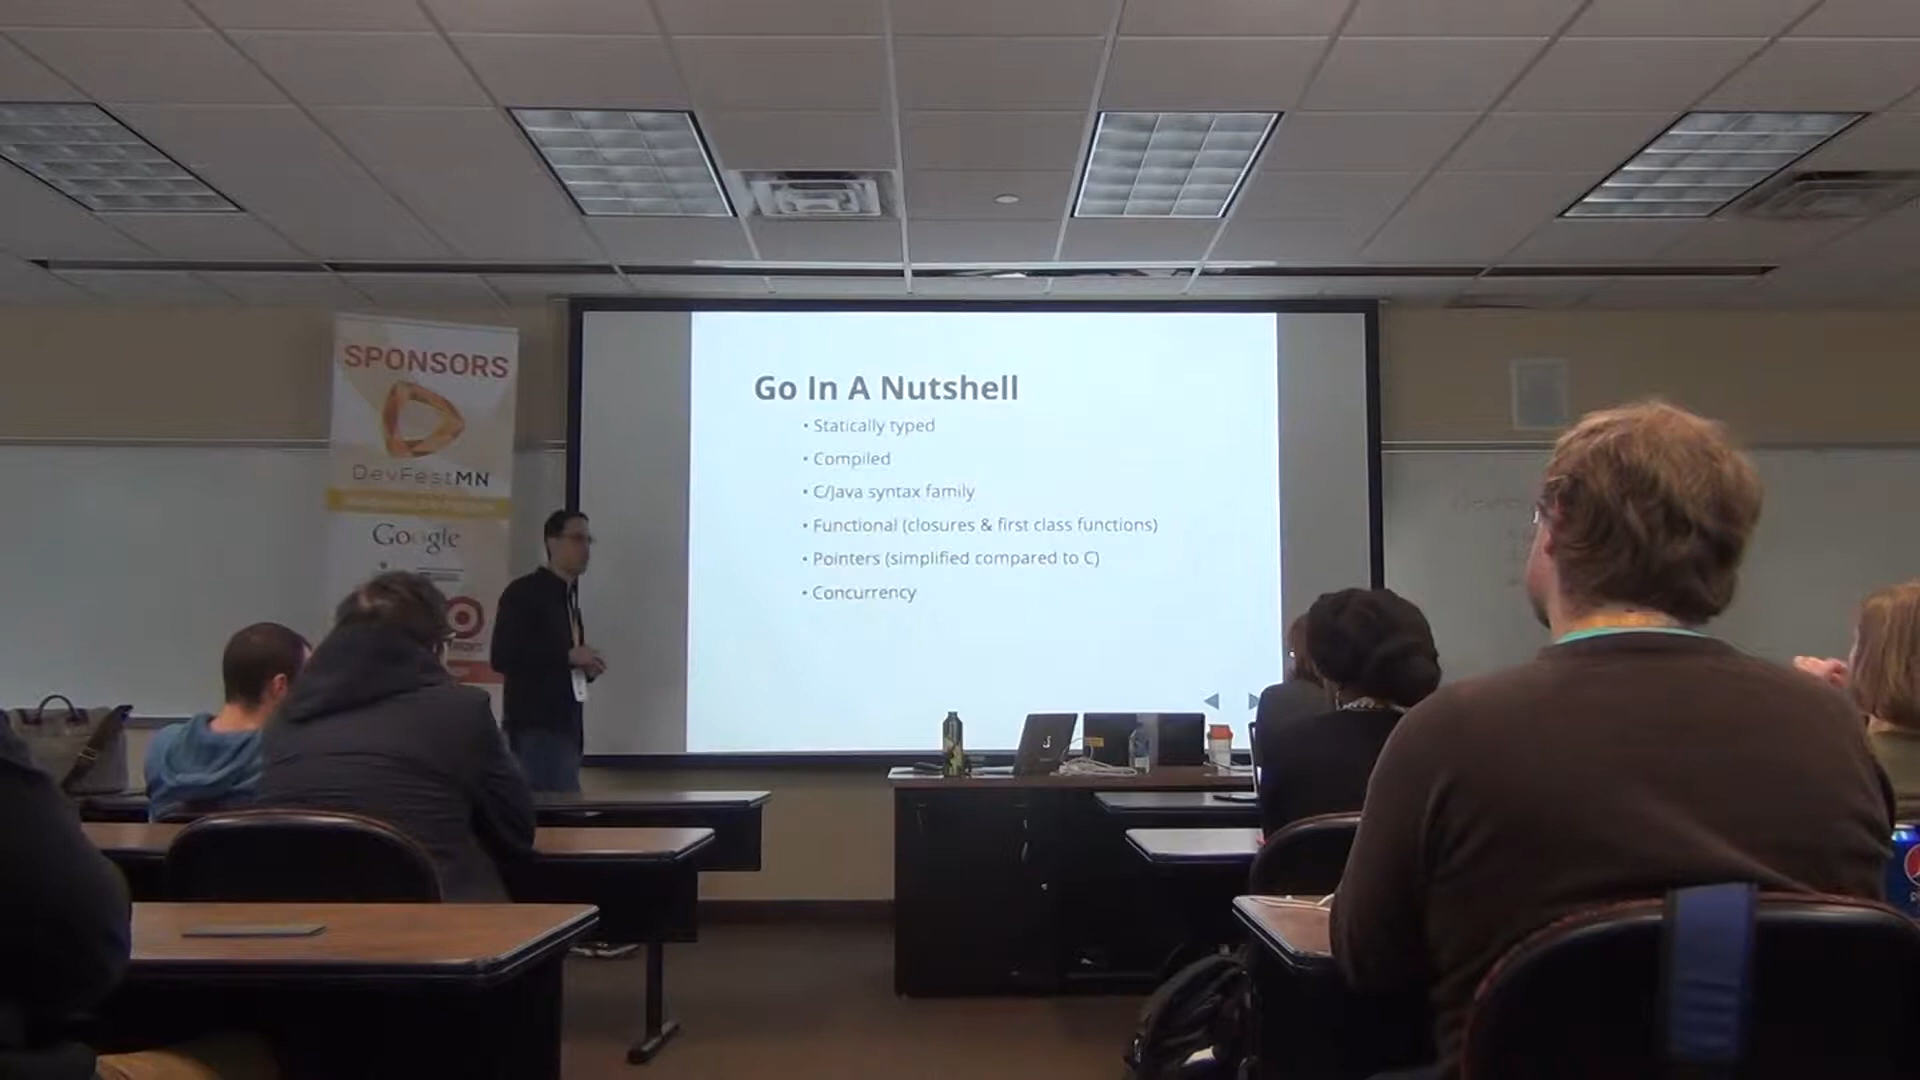 SPONSORS
DevFestMN
Google
Go In A Nutshell
• Statically typed
• Compiled
• C/Java syntax family
• Functional (closures & first class functions)
• Pointers (simplified compared to C)
• Concurrency